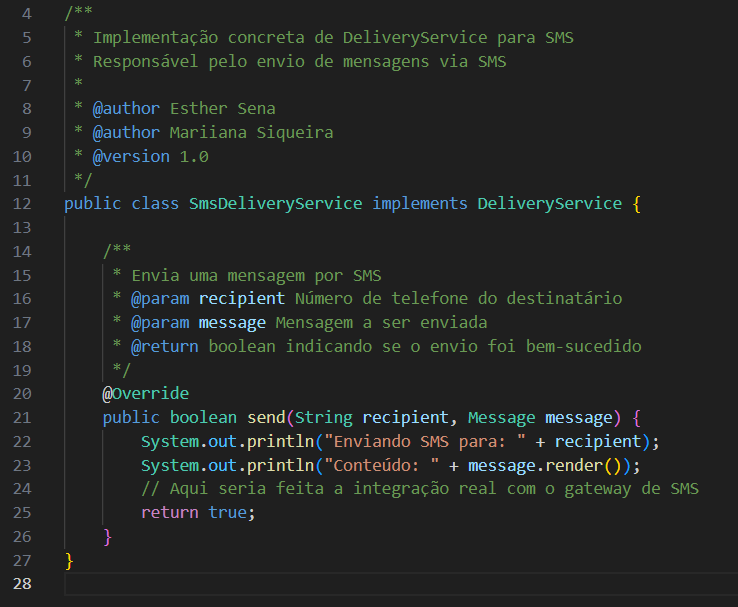 4 /**
5  * Implementação concreta de DeliveryService para SMS
6  * Responsável pelo envio de mensagens via SMS
7  *
8  * @author Esther Sena
9  * @author Mariiana Siqueira
10  * @version 1.0
11  */
12 public class SmsDeliveryService implements DeliveryService {
13
14     /**
15      * Envia uma mensagem por SMS
16      * @param recipient Número de telefone do destinatário
17      * @param message Mensagem a ser enviada
18      * @return boolean indicando se o envio foi bem-sucedido
19      */
20     @Override
21     public boolean send(String recipient, Message message) {
22         System.out.println("Enviando SMS para: " + recipient);
23         System.out.println("Conteúdo: " + message.render());
24         // Aqui seria feita a integração real com o gateway de SMS
25         return true;
26     }
27 }
28